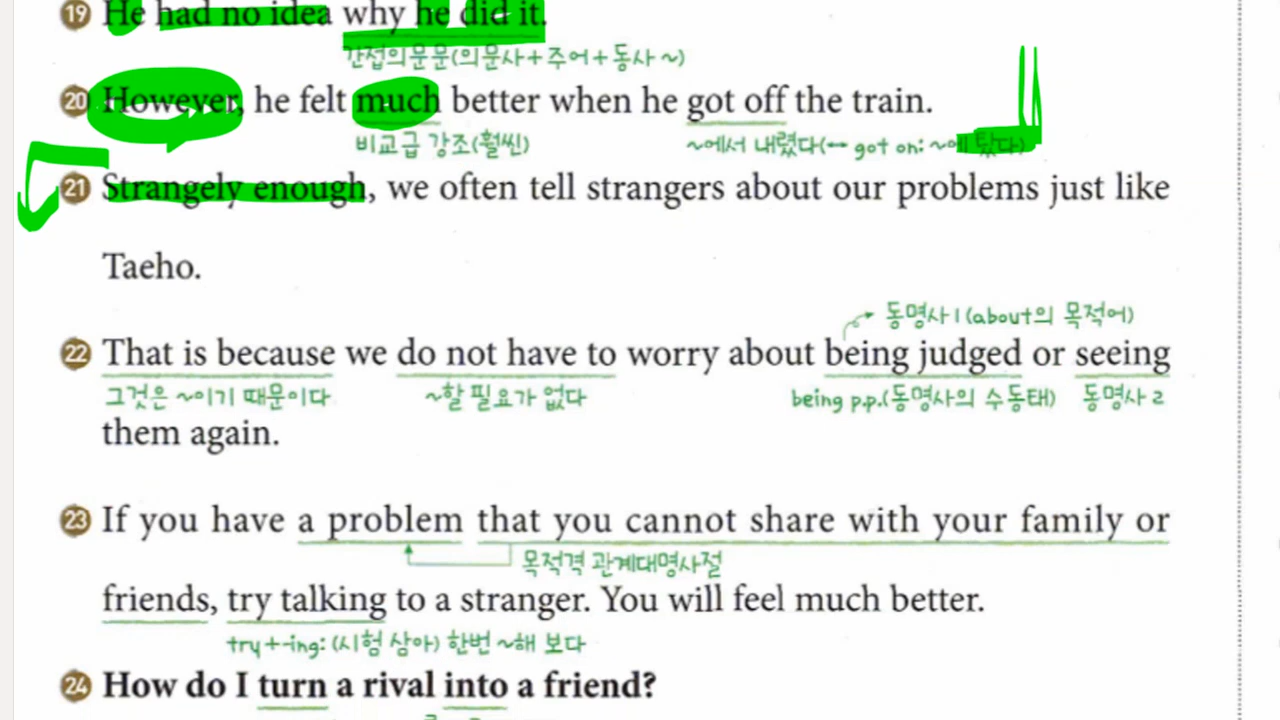 19 He had no idea why he did it.
간접의문문(의문사+주어+동사 ~)
20 However, he felt much better when he got off the train.
비교급 강조(훨씬) ~에서 내렸다(↔ got on: ~에 탔다)
21 Strangely enough, we often tell strangers about our problems just like
Taeho.
동명사 1 (about의 목적어)
22 That is because we do not have to worry about being judged or seeing
그것은 ~이기 때문이다 ~할 필요가 없다 being p.p.(동명사의 수동태) 동명사 2
them again.
23 If you have a problem that you cannot share with your family or
목적격 관계대명사절
friends, try talking to a stranger. You will feel much better.
try+-ing: (시험 삼아) 한번 ~해 보다
24 How do I turn a rival into a friend?